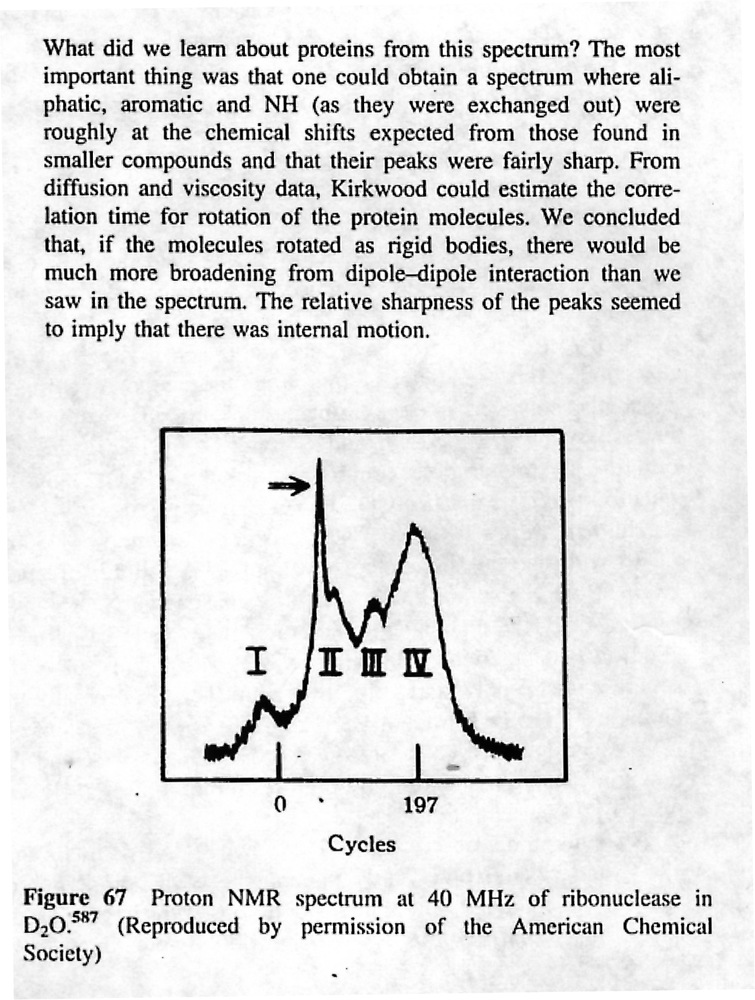 What did we learn about proteins from this spectrum? The most
important thing was that one could obtain a spectrum where ali-
phatic, aromatic and NH (as they were exchanged out) were
roughly at the chemical shifts expected from those found in
smaller compounds and that their peaks were fairly sharp. From
diffusion and viscosity data, Kirkwood could estimate the corre-
lation time for rotation of the protein molecules. We concluded
that, if the molecules rotated as rigid bodies, there would be
much more broadening from dipole–dipole interaction than we
saw in the spectrum. The relative sharpness of the peaks seemed
to imply that there was internal motion.
I II III IV
0 197
Cycles
Figure 67 Proton NMR spectrum at 40 MHz of ribonuclease in
D₂O.⁵⁸⁷ (Reproduced by permission of the American Chemical
Society)